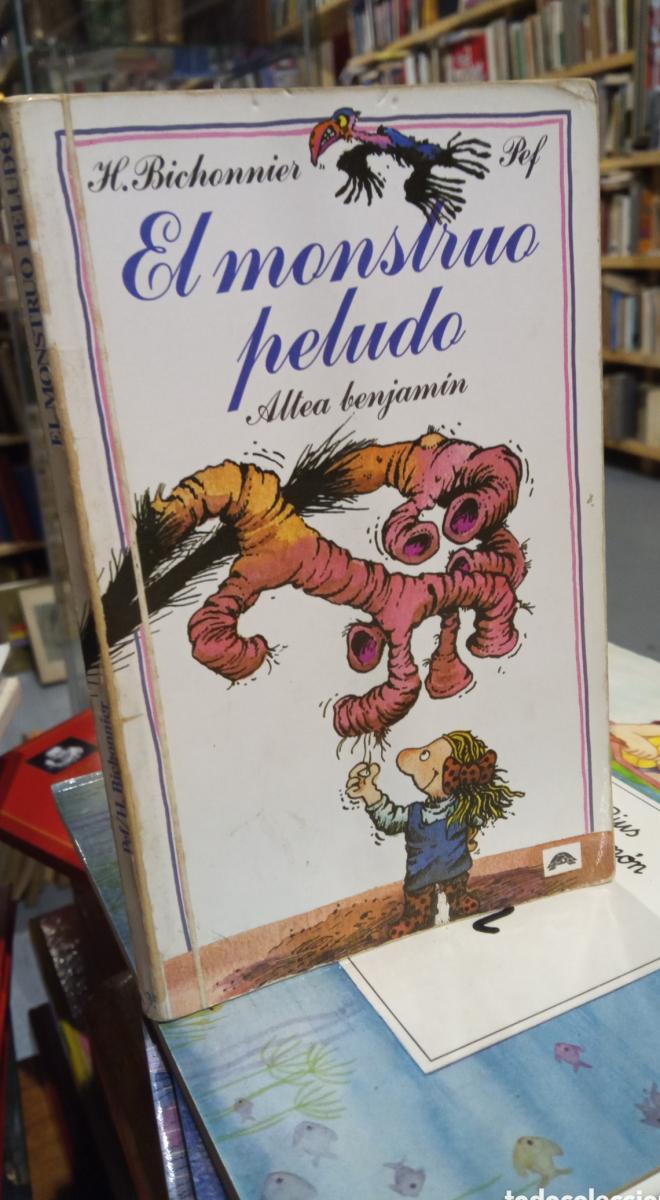 H. Bichonnier
Pef
El monstruo
peludo
Altea benjamín
EL MONSTRUO PELUDO
Pef/H. Bichonnier